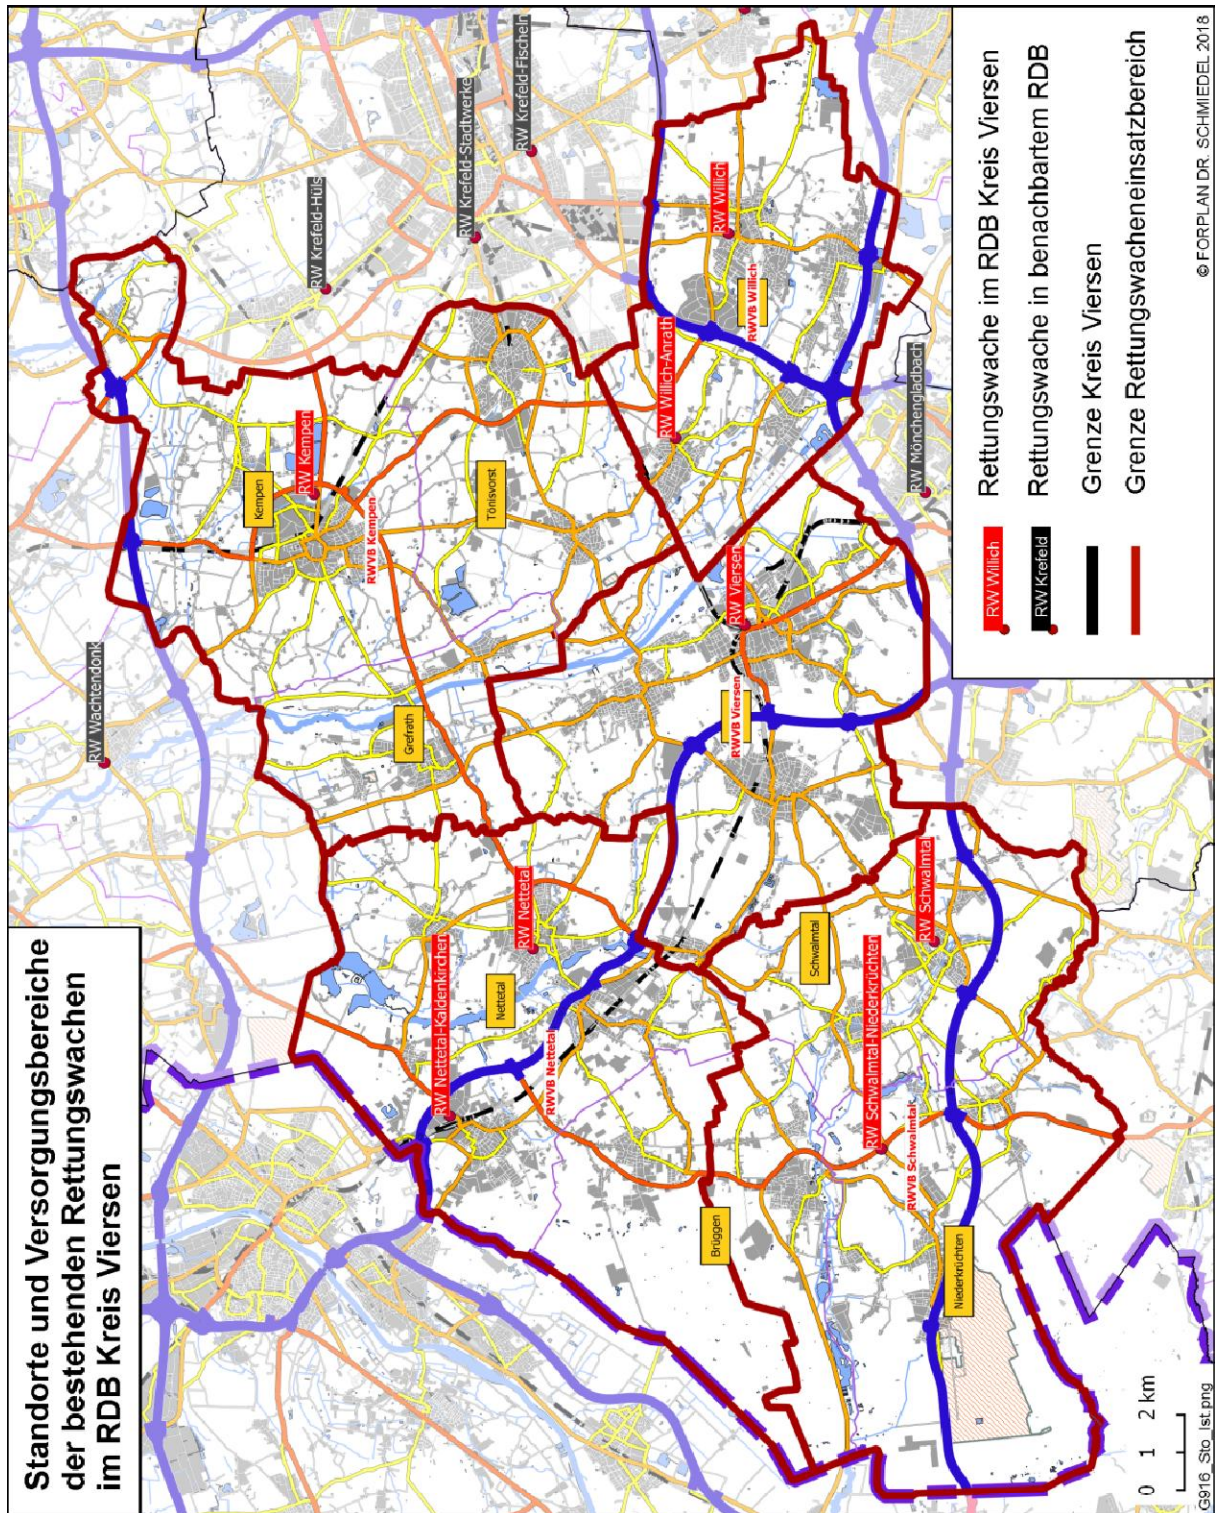 Standorte und Versorgungsbereiche
der bestehenden Rettungswachen
im RDB Kreis Viersen
RW Wachtendonk
RW Krefeld-Hüls
RW Krefeld-Stadtwerke
RW Krefeld-Fischeln
Kempen
RW Kempen
RWVB Kempen
Tönisvorst
Grefrath
RW Nettetal-Kaldenkirchen
RW Netteta
Nettetal
RWVB Nettetal
RW Willich-Anrath
RW Willich
RWVB Willich
RW Viersen
RWVB Viersen
RW Mönchengladbach
Brüggen
Schwalmtal
RW Schwalmtal-Niederkrüchten
RW Schwalmtal
RWVB Schwalmtal
Niederkrüchten
RW Willich Rettungswache im RDB Kreis Viersen
RW Krefeld Rettungswache in benachbartem RDB
Grenze Kreis Viersen
Grenze Rettungswacheneinsatzbereich
0 1 2 km
G916_Sto_Ist.png
© FORPLAN DR. SCHMIEDEL 2018